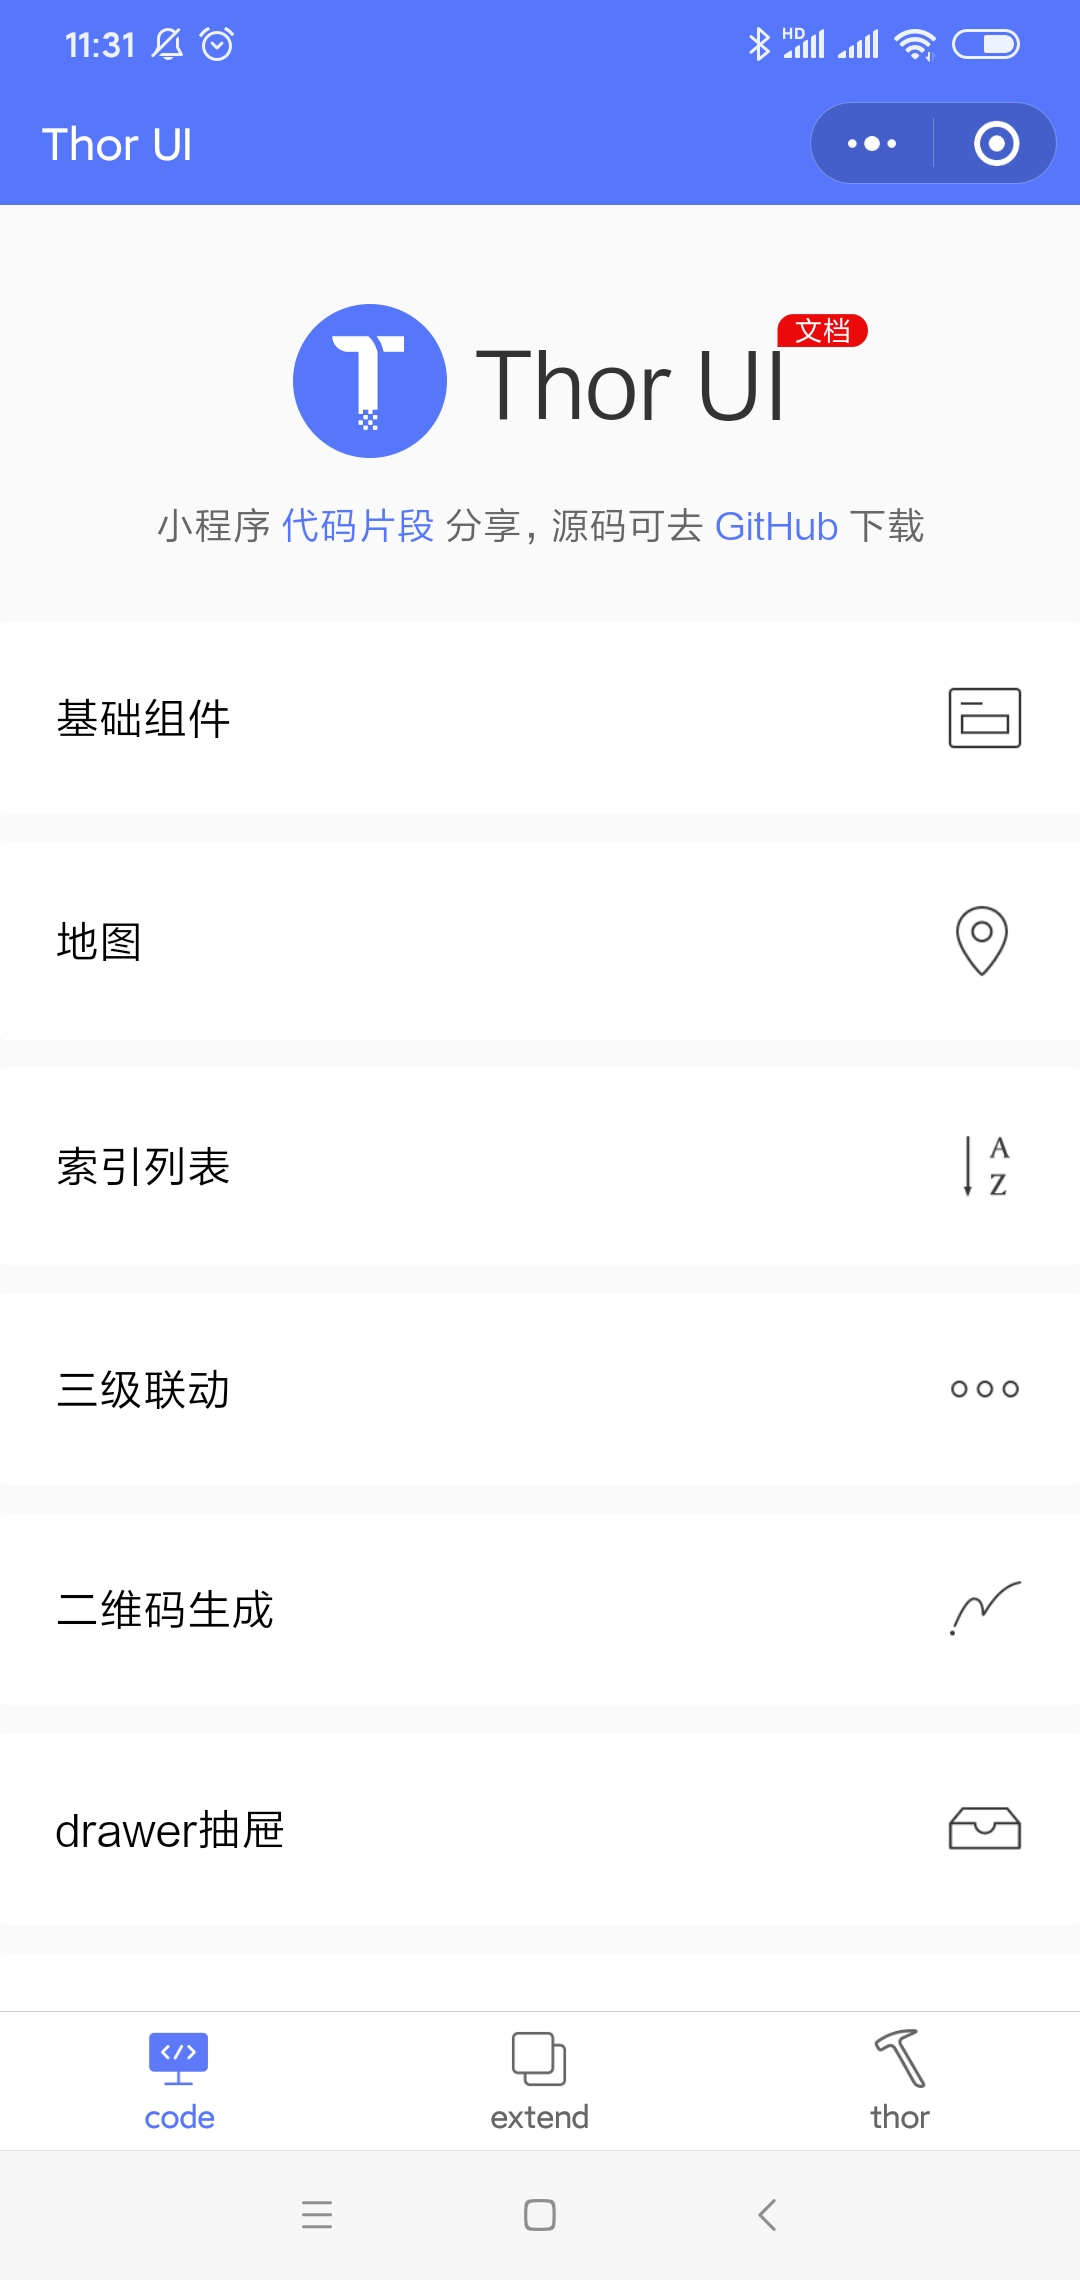 11:31
HD
Thor UI
文档
Thor UI
小程序 代码片段 分享，源码可去 GitHub 下载
基础组件
地图
索引列表
A
Z
三级联动
二维码生成
drawer抽屉
code
extend
thor